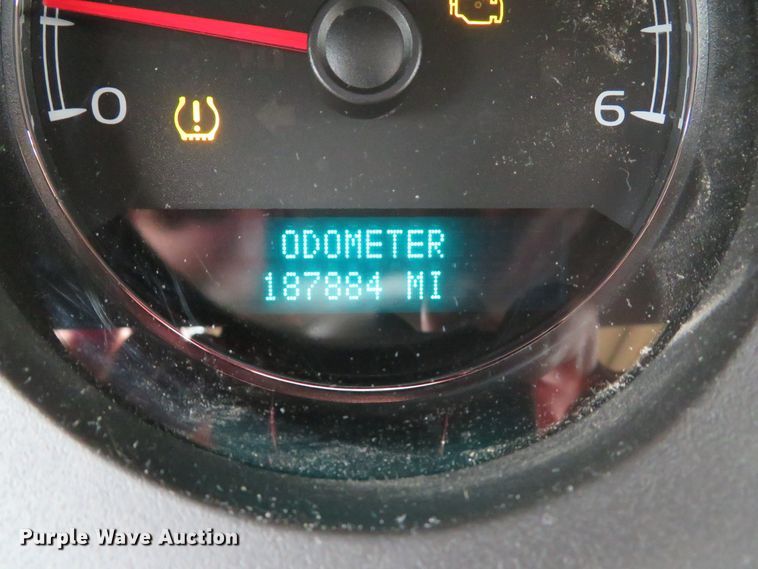 0
6
ODOMETER
187884 MI
Purple Wave Auction